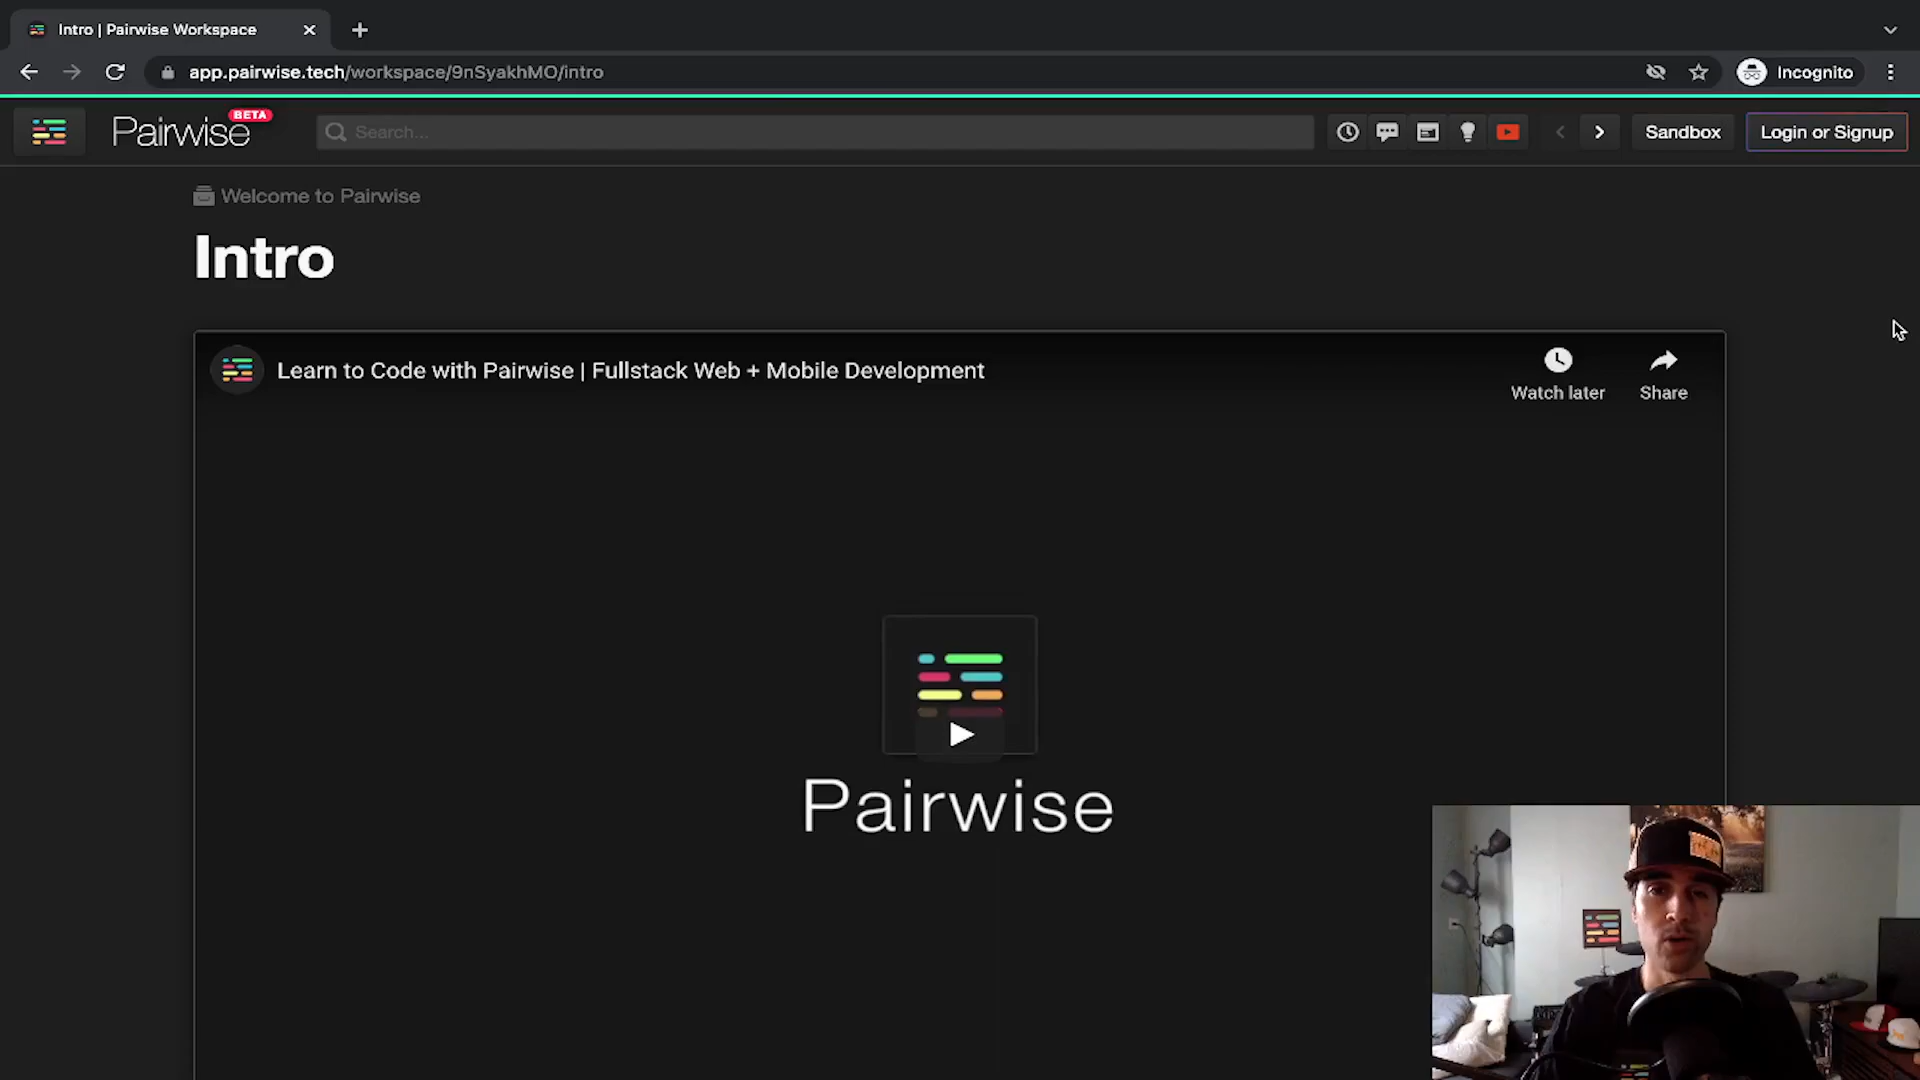 Intro | Pairwise Workspace
app.pairwise.tech/workspace/9nSyakhMO/intro
Incognito
Pairwise
BETA
Search...
Sandbox
Login or Signup
Welcome to Pairwise
Intro
Learn to Code with Pairwise | Fullstack Web + Mobile Development
Watch later
Share
Pairwise